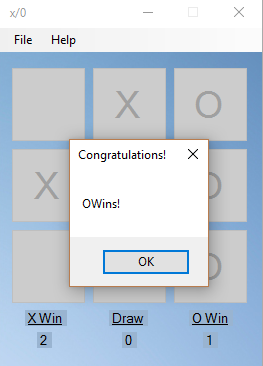 x/0
File Help
X O
Congratulations!
X
OWins!
OK
X Win Draw O Win
2 0 1